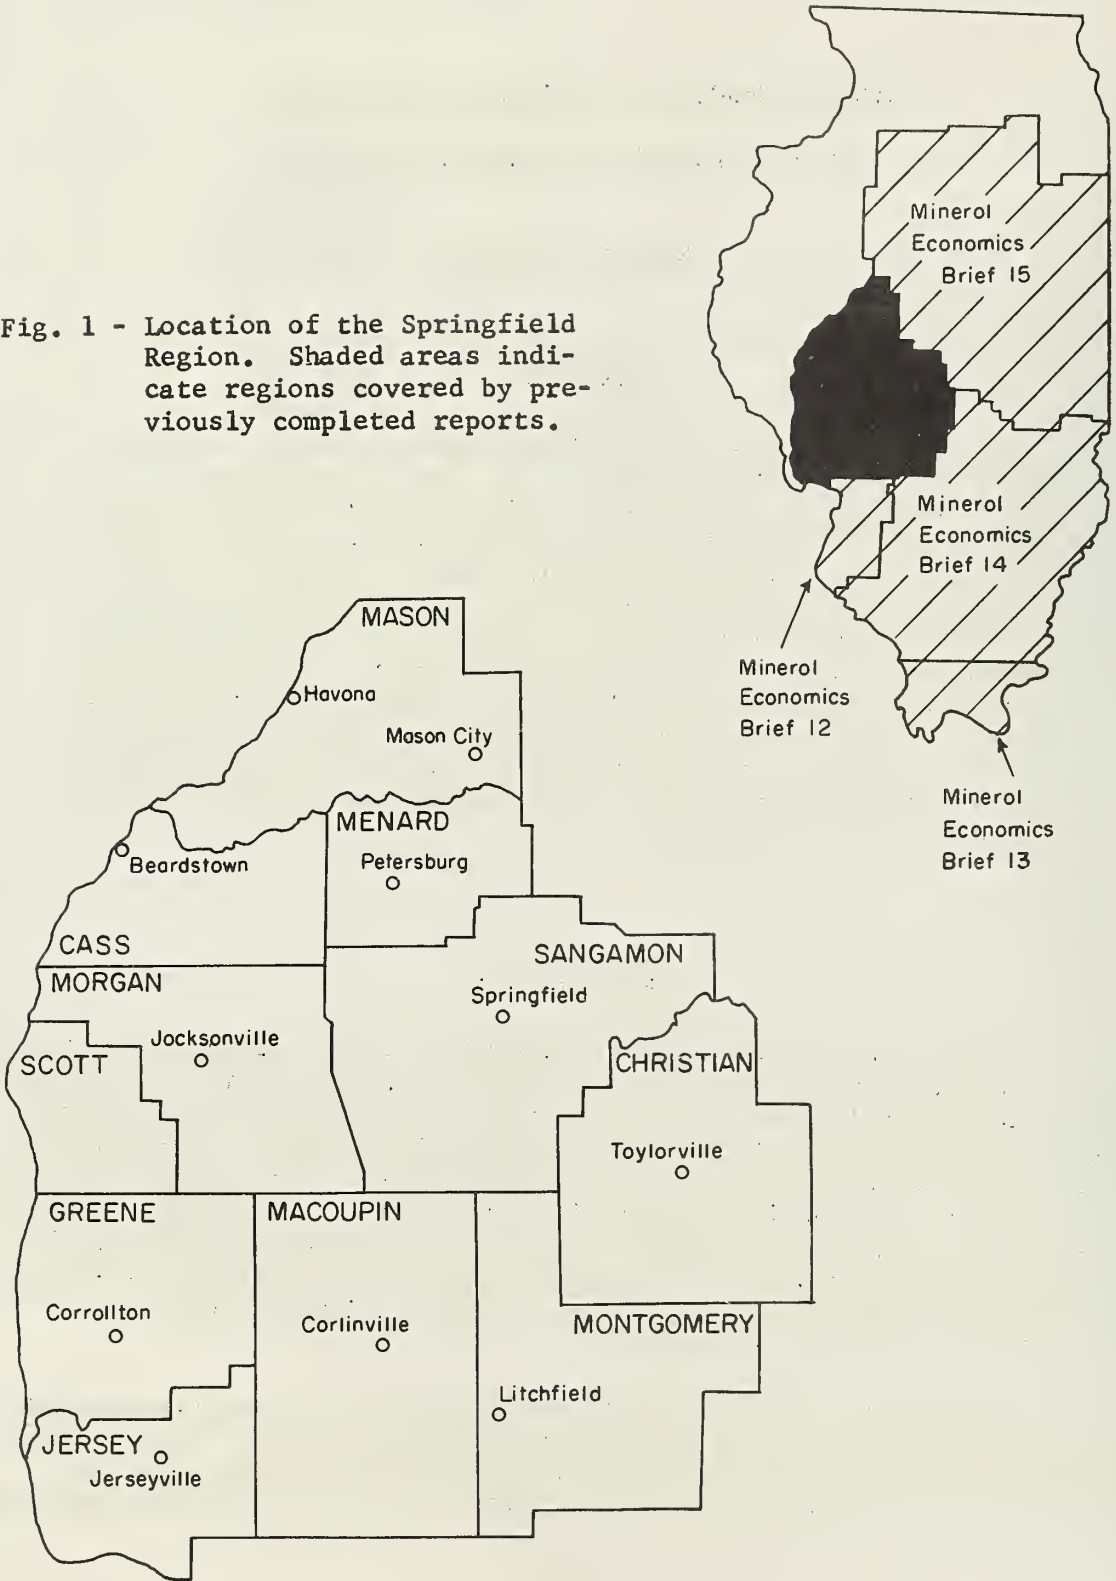 Minerol
Economics
Brief 15
Fig. 1 - Location of the Springfield
Region. Shaded areas indi-
cate regions covered by pre-
viously completed reports.
Minerol
Economics
Brief 14
Minerol
Economics
Brief 12
Minerol
Economics
Brief 13
MASON
Havona
Mason City
MENARD
Petersburg
Beardstown
CASS
MORGAN
SANGAMON
Springfield
Jocksonville
SCOTT
CHRISTIAN
Toylorville
GREENE
MACOUPIN
Corrollton
Corlinville
MONTGOMERY
Litchfield
JERSEY
Jerseyville